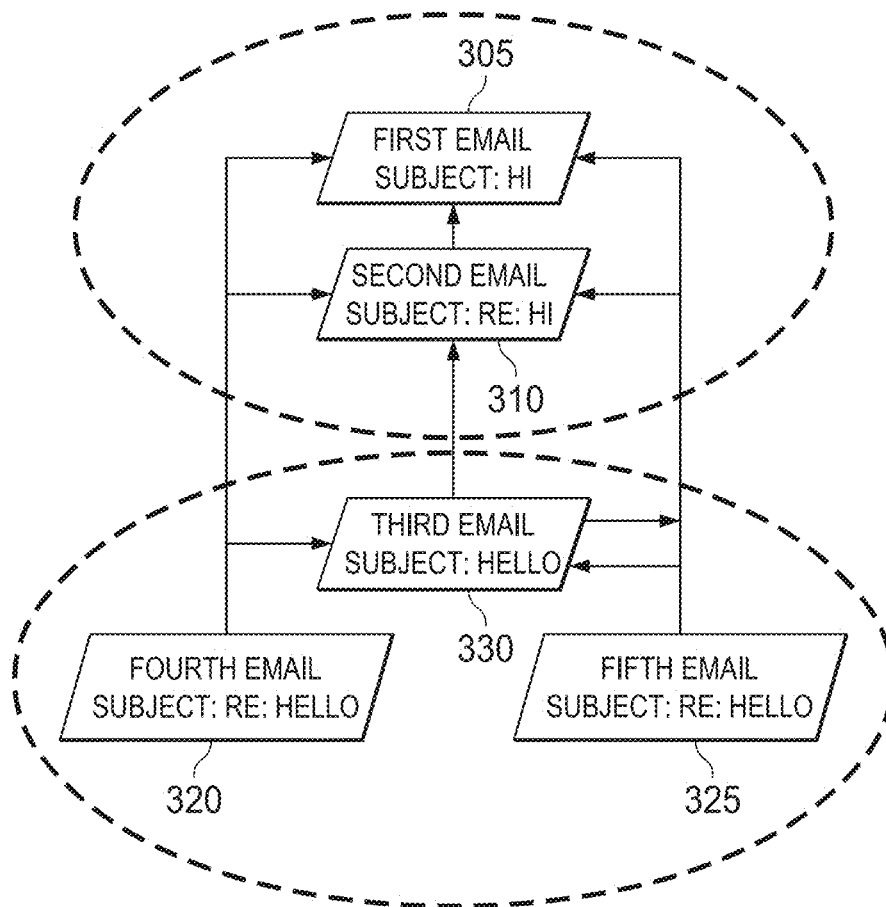 305
FIRST EMAIL
SUBJECT: HI
SECOND EMAIL
SUBJECT: RE: HI
310
THIRD EMAIL
SUBJECT: HELLO
330
FOURTH EMAIL
SUBJECT: RE: HELLO
320
FIFTH EMAIL
SUBJECT: RE: HELLO
325